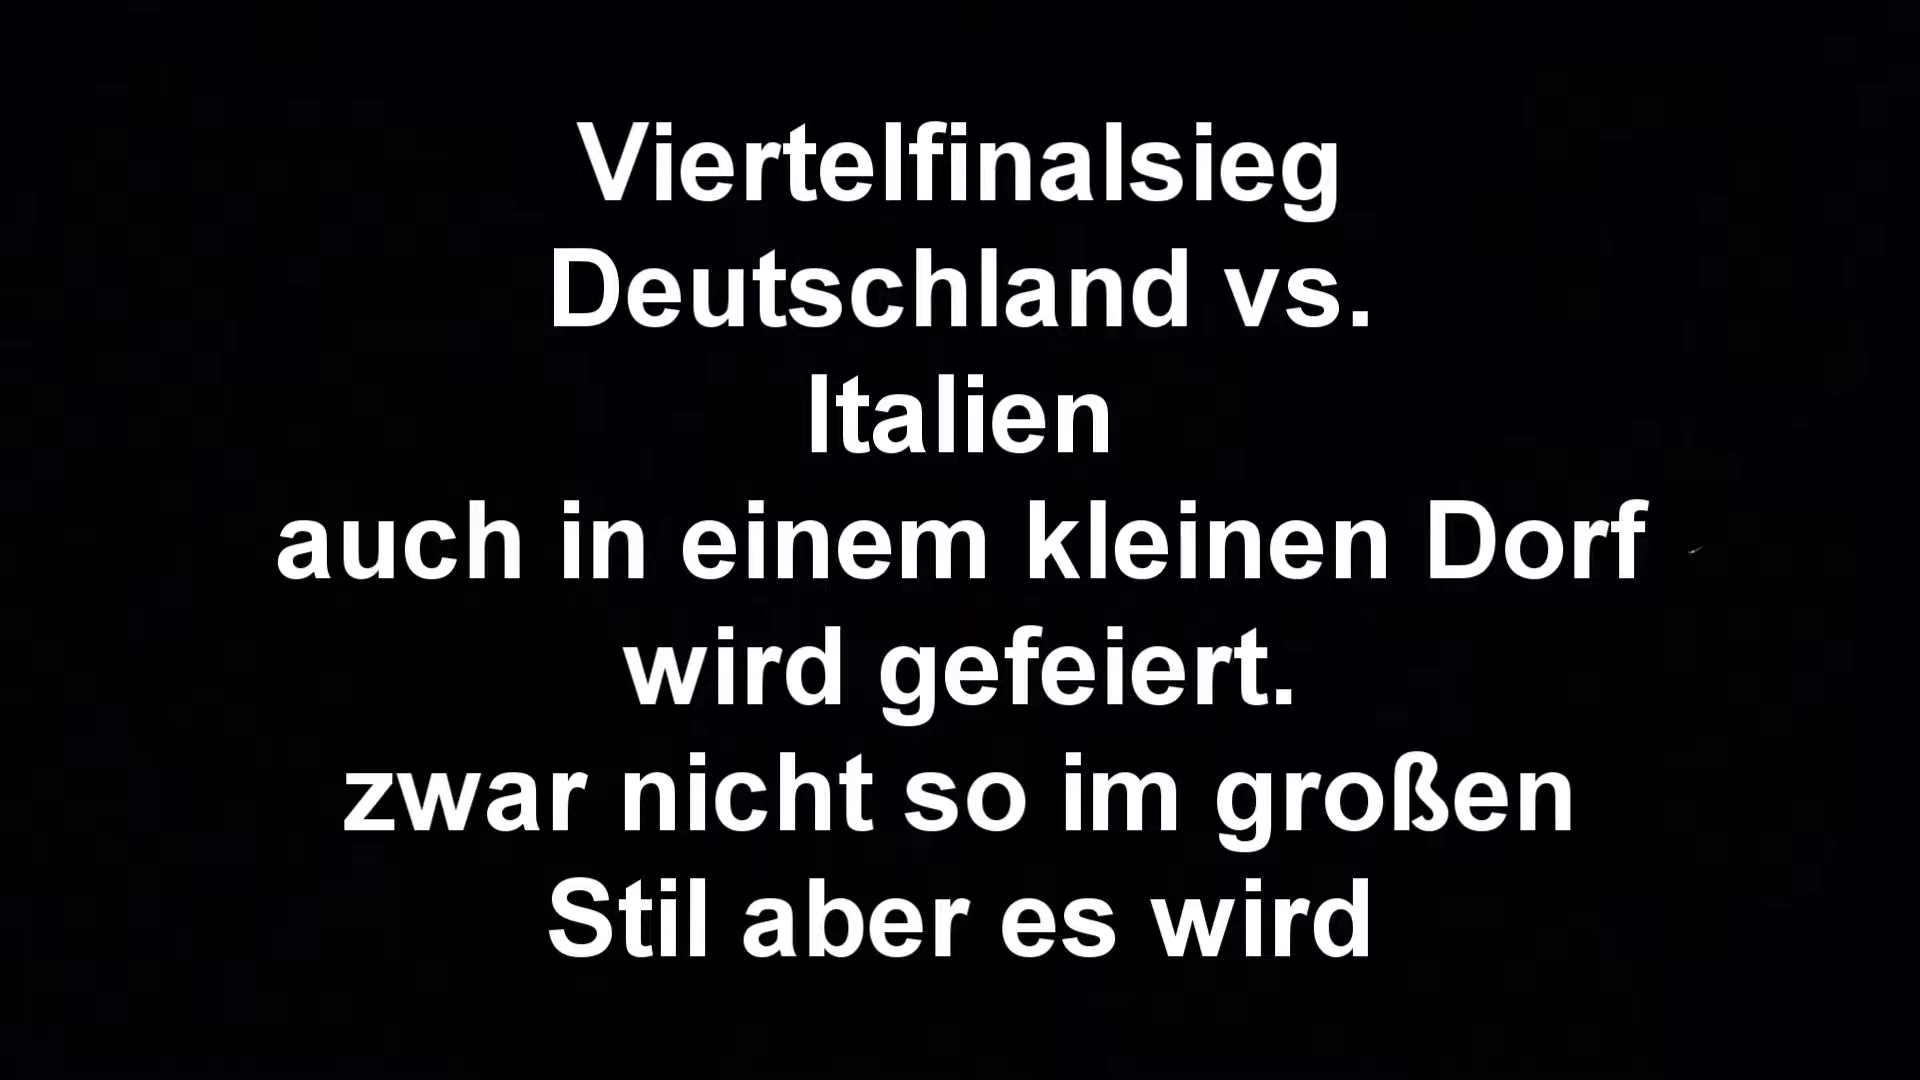 Viertelfinalsieg
Deutschland vs.
Italien
auch in einem kleinen Dorf
wird gefeiert.
zwar nicht so im großen
Stil aber es wird